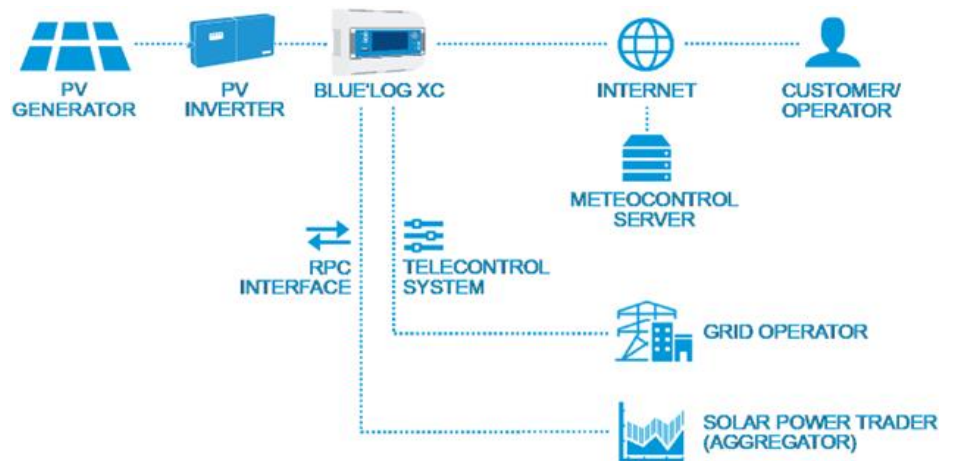 PV
GENERATOR
PV
INVERTER
BLUE'LOG XC
INTERNET
CUSTOMER/
OPERATOR
METEOCONTROL
SERVER
RPC
INTERFACE
TELECONTROL
SYSTEM
GRID OPERATOR
SOLAR POWER TRADER
(AGGREGATOR)